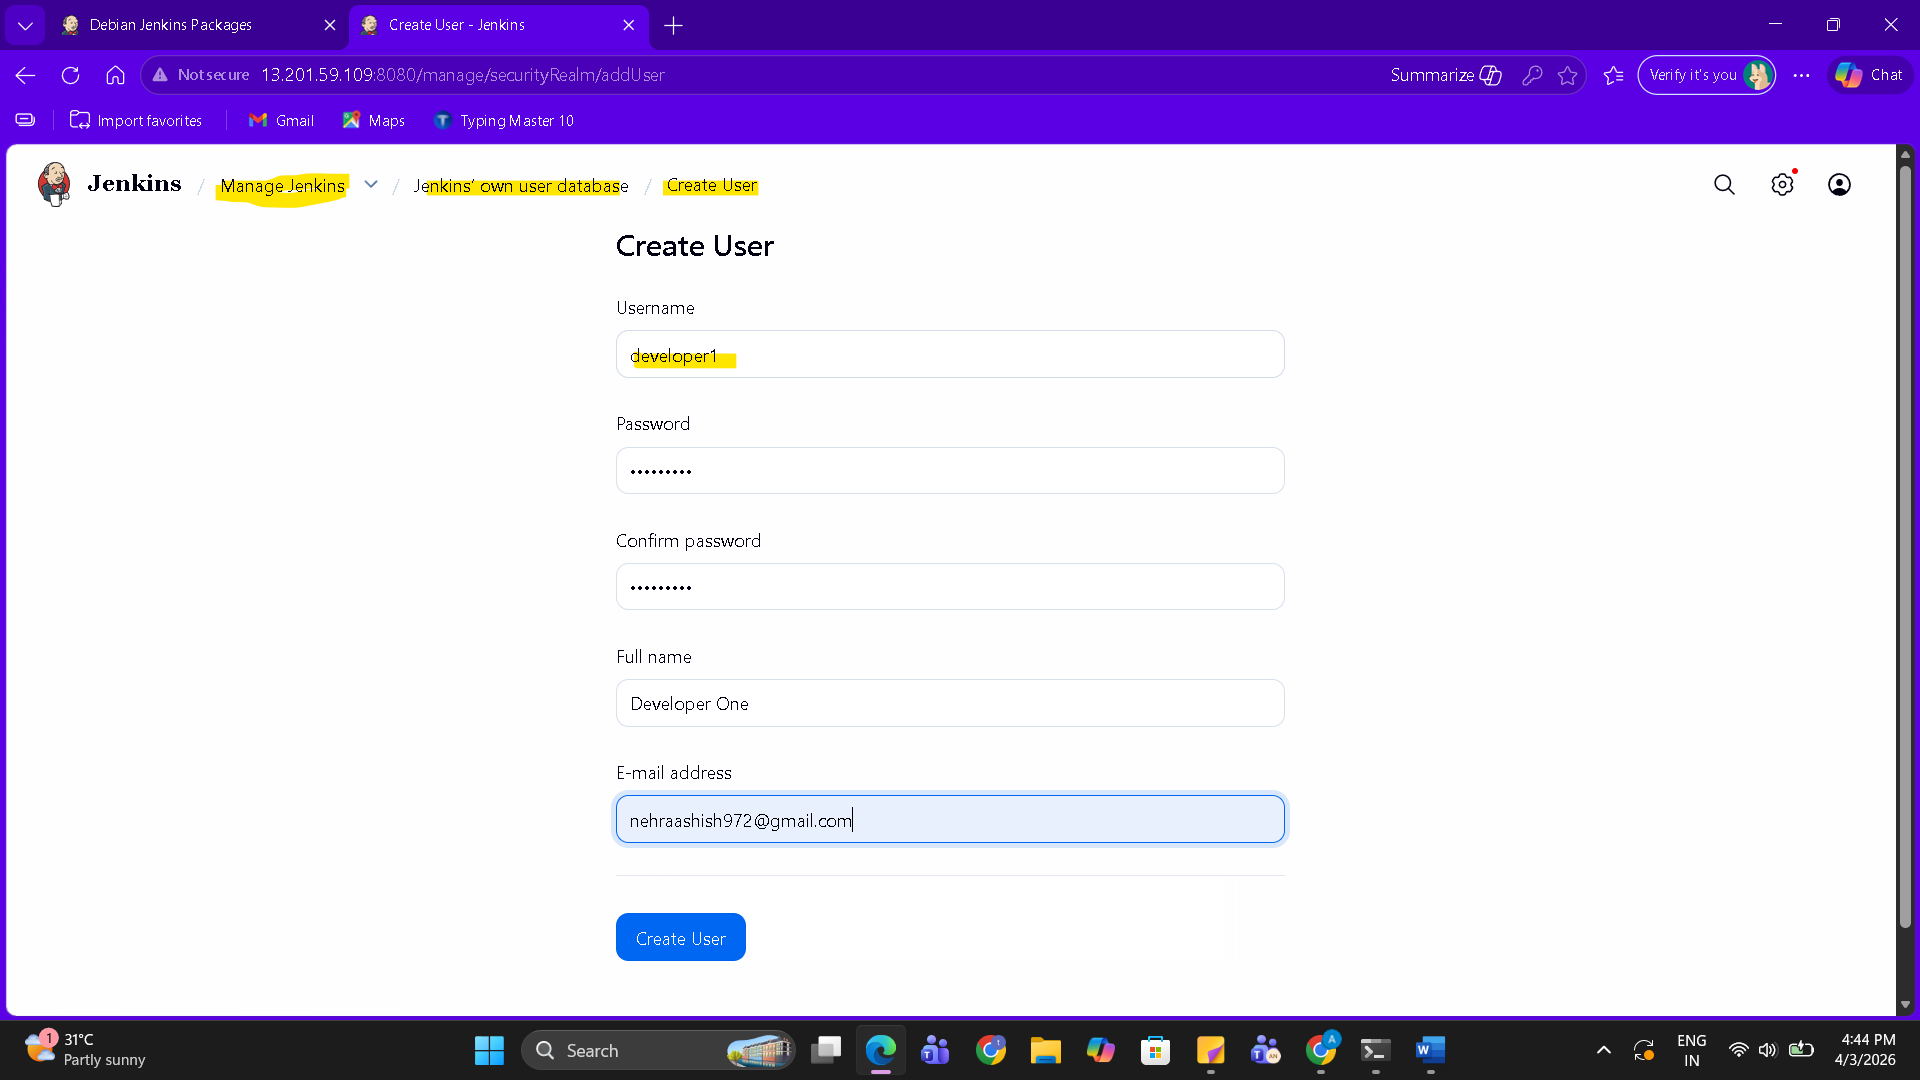 Debian Jenkins Packages
Create User - Jenkins
Not secure 13.201.59.109:8080/manage/securityRealm/addUser
Summarize
Verify it's you
Chat
Import favorites
Gmail
Maps
Typing Master 10
Jenkins / Manage Jenkins / Jenkins' own user database / Create User
Create User
Username
developer1
Password
•••••••••
Confirm password
•••••••••
Full name
Developer One
E-mail address
nehraashish972@gmail.com
Create User
1
31°C
Partly sunny
Search
ENG
IN
4:44 PM
4/3/2026